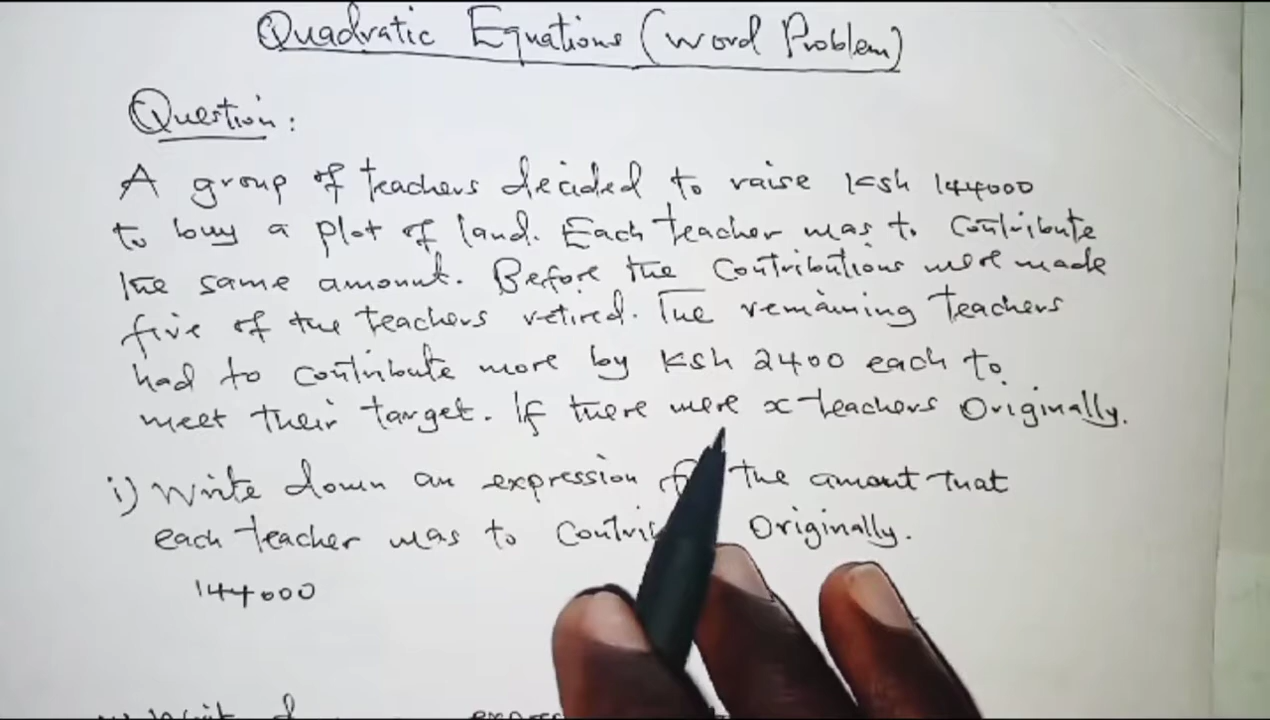 Quadratic Equations (Word Problem)
Question:
A group of teachers decided to raise Ksh 144000
to buy a plot of land. Each teacher was to contribute
the same amount. Before the contributions were made
five of the teachers retired. The remaining teachers
had to contribute more by Ksh 2400 each to
meet their target. If there were x teachers Originally.
i) Write down an expression the amount that
each teacher was to Originally.
144000